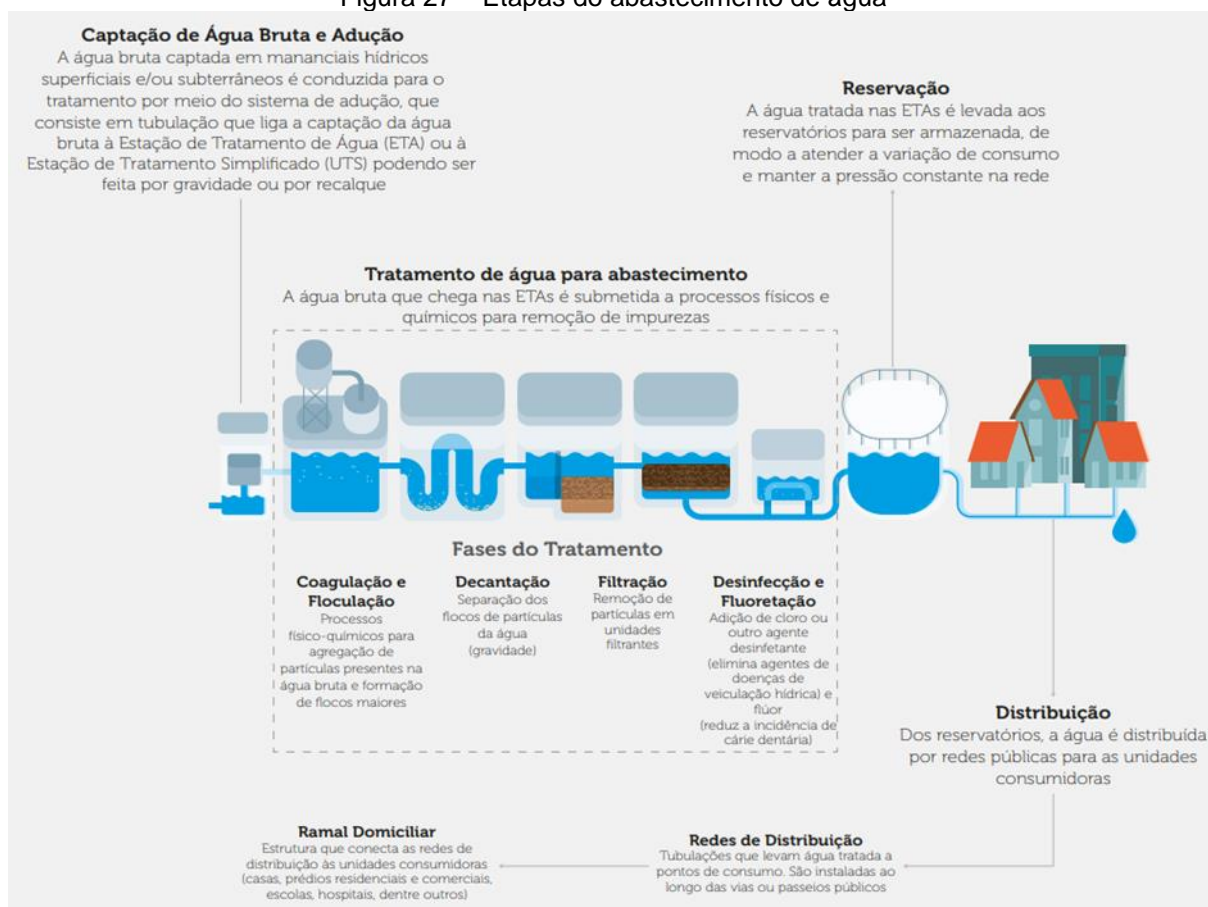 Figura 27 – Etapas do abastecimento de água
Captação de Água Bruta e Adução
A água bruta captada em mananciais hídricos
superficiais e/ou subterrâneos é conduzida para o
tratamento por meio do sistema de adução, que
consiste em tubulação que liga a captação da água
bruta à Estação de Tratamento de Água (ETA) ou à
Estação de Tratamento Simplificado (UTS) podendo ser
feita por gravidade ou por recalque
Reservação
A água tratada nas ETAs é levada aos
reservatórios para ser armazenada, de
modo a atender a variação de consumo
e manter a pressão constante na rede
Tratamento de água para abastecimento
A água bruta que chega nas ETAs é submetida a processos físicos e
químicos para remoção de impurezas
Fases do Tratamento
Coagulação e
Floculação
Processos
físico-químicos para
agregação de
partículas presentes na
água bruta e formação
de flocos maiores
Decantação
Separação dos
flocos de partículas
da água
(gravidade)
Filtração
Remoção de
partículas em
unidades
filtrantes
Desinfecção e
Fluoretação
Adição de cloro ou
outro agente
desinfetante
(elimina agentes de
doenças de
veiculação hídrica) e
flúor
(reduz a incidência de
cárie dentária)
Distribuição
Dos reservatórios, a água é distribuída
por redes públicas para as unidades
consumidoras
Redes de Distribuição
Tubulações que levam água tratada a
pontos de consumo. São instaladas ao
longo das vias ou passeios públicos
Ramal Domiciliar
Estrutura que conecta as redes de
distribuição às unidades consumidoras
(casas, prédios residenciais e comerciais,
escolas, hospitais, dentre outros)